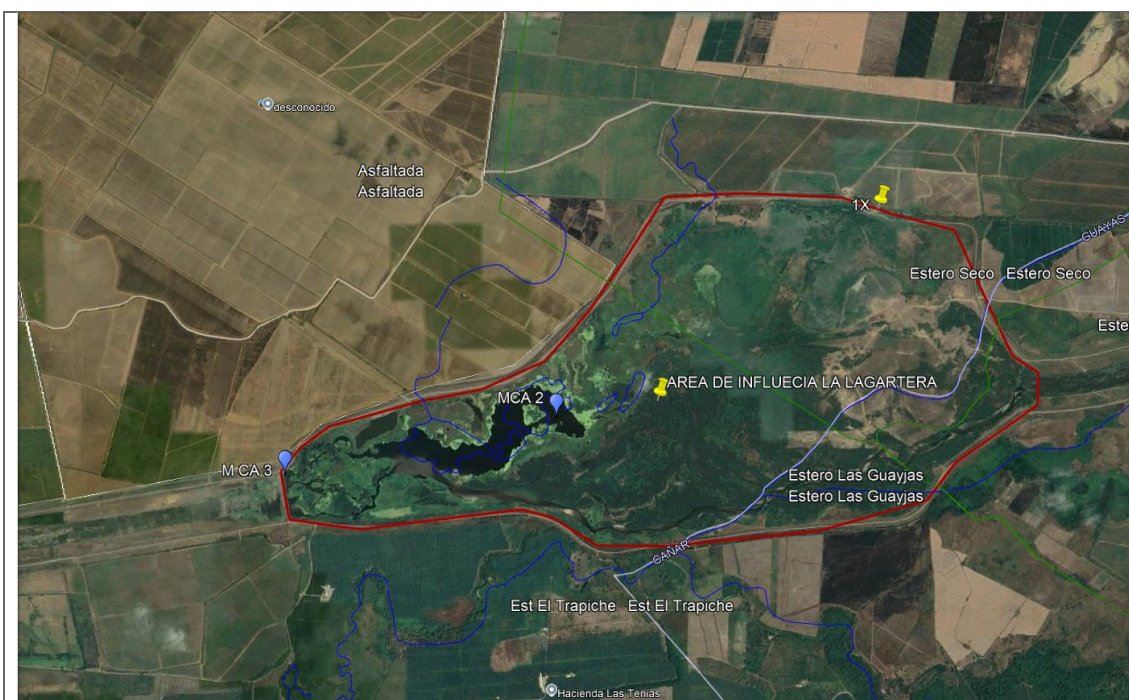 desconocido
Asfaltada
Asfaltada
1X
GUAYAS
Estero Seco Estero Seco
Este
AREA DE INFLUECIA LA LAGARTERA
MCA 2
M CA 3
Estero Las Guayjas
Estero Las Guayjas
CAÑAR
Est El Trapiche Est El Trapiche
Hacienda Las Tenias